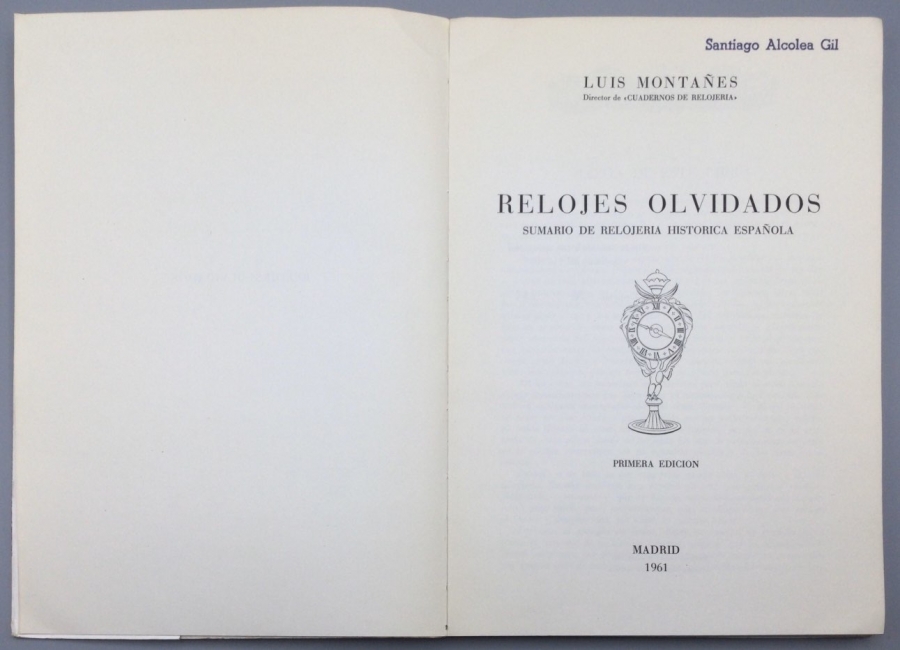 Santiago Alcolea Gil
LUIS MONTAÑES
Director de «CUADERNOS DE RELOJERIA»
RELOJES OLVIDADOS
SUMARIO DE RELOJERIA HISTORICA ESPAÑOLA
PRIMERA EDICION
MADRID
1961